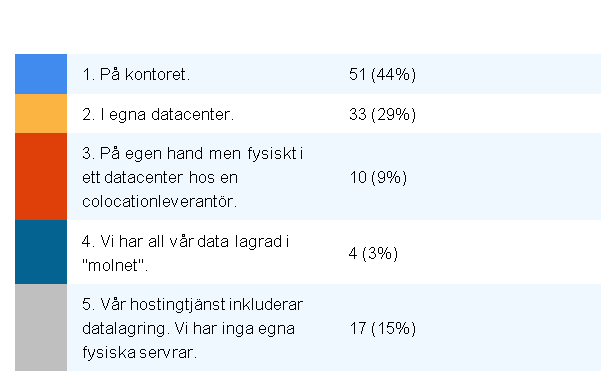 1. På kontoret. 51 (44%)
2. I egna datacenter. 33 (29%)
3. På egen hand men fysiskt i
ett datacenter hos en
colocationleverantör.
10 (9%)
4. Vi har all vår data lagrad i
"molnet".
4 (3%)
5. Vår hostingtjänst inkluderar
datalagring. Vi har inga egna
fysiska servrar.
17 (15%)